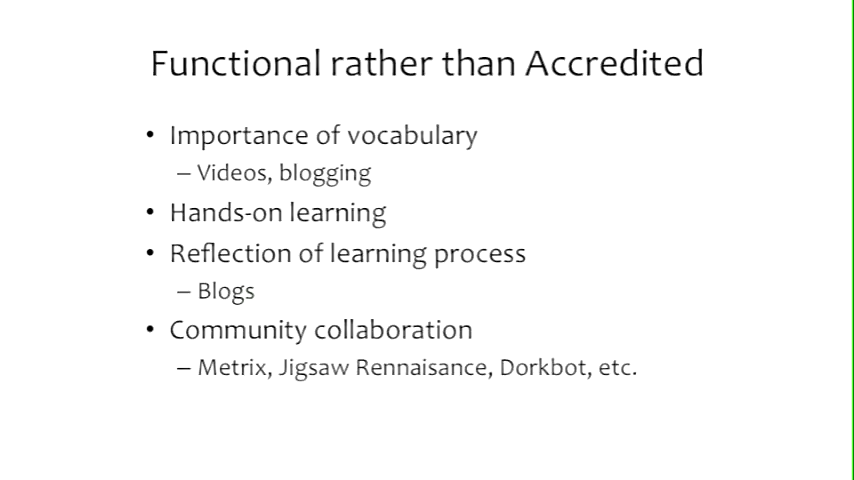 Functional rather than Accredited
• Importance of vocabulary
– Videos, blogging
• Hands-on learning
• Reflection of learning process
– Blogs
• Community collaboration
– Metrix, Jigsaw Rennaisance, Dorkbot, etc.